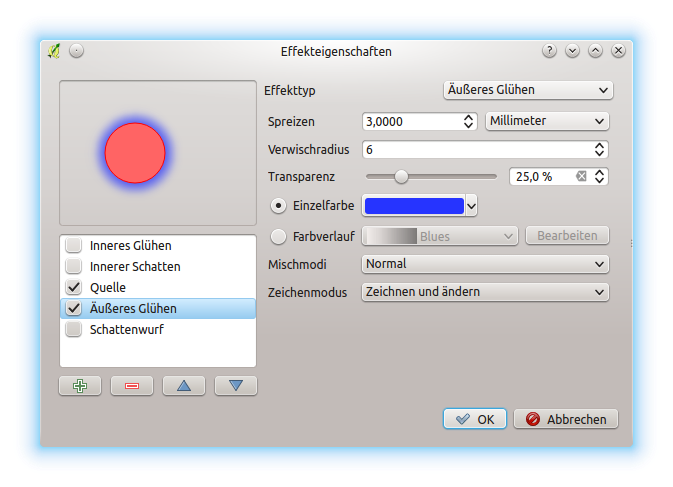 Effekteigenschaften
Effekttyp Äußeres Glühen
Spreizen 3,0000 Millimeter
Verwischradius 6
Transparenz 25,0 %
Einzelfarbe
Farbverlauf Blues Bearbeiten
Mischmodi Normal
Zeichenmodus Zeichnen und ändern
Inneres Glühen
Innerer Schatten
Quelle
Äußeres Glühen
Schattenwurf
OK Abbrechen